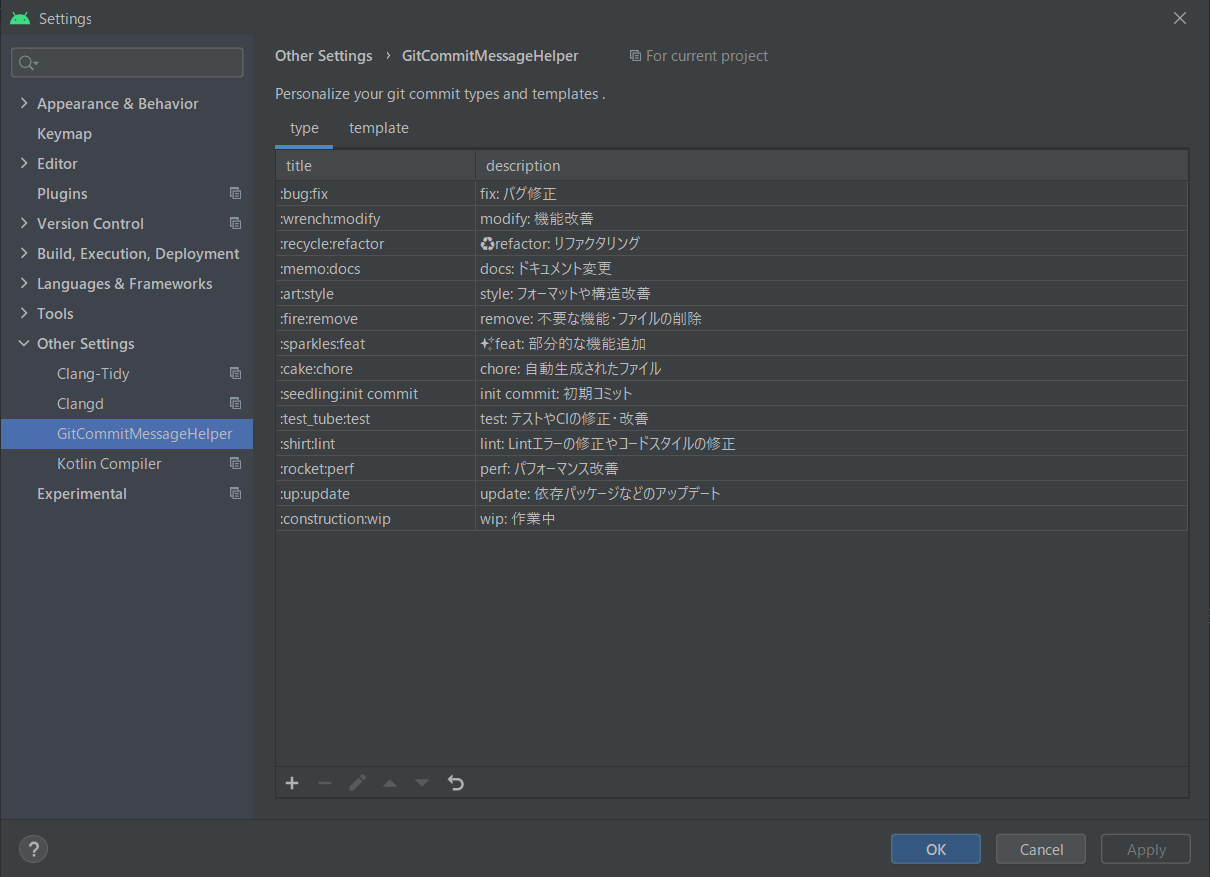 Settings
Other Settings › GitCommitMessageHelper For current project
Personalize your git commit types and templates .
type template
title description
:bug:fix fix: バグ修正
:wrench:modify modify: 機能改善
:recycle:refactor ♻refactor: リファクタリング
:memo:docs docs: ドキュメント変更
:art:style style: フォーマットや構造改善
:fire:remove remove: 不要な機能・ファイルの削除
:sparkles:feat ✨feat: 部分的な機能追加
:cake:chore chore: 自動生成されたファイル
:seedling:init commit init commit: 初期コミット
:test_tube:test test: テストやCIの修正・改善
:shirt:lint lint: Lintエラーの修正やコードスタイルの修正
:rocket:perf perf: パフォーマンス改善
:up:update update: 依存パッケージなどのアップデート
:construction:wip wip: 作業中
Appearance & Behavior
Keymap
Editor
Plugins
Version Control
Build, Execution, Deployment
Languages & Frameworks
Tools
Other Settings
Clang-Tidy
Clangd
GitCommitMessageHelper
Kotlin Compiler
Experimental
?
OK Cancel Apply